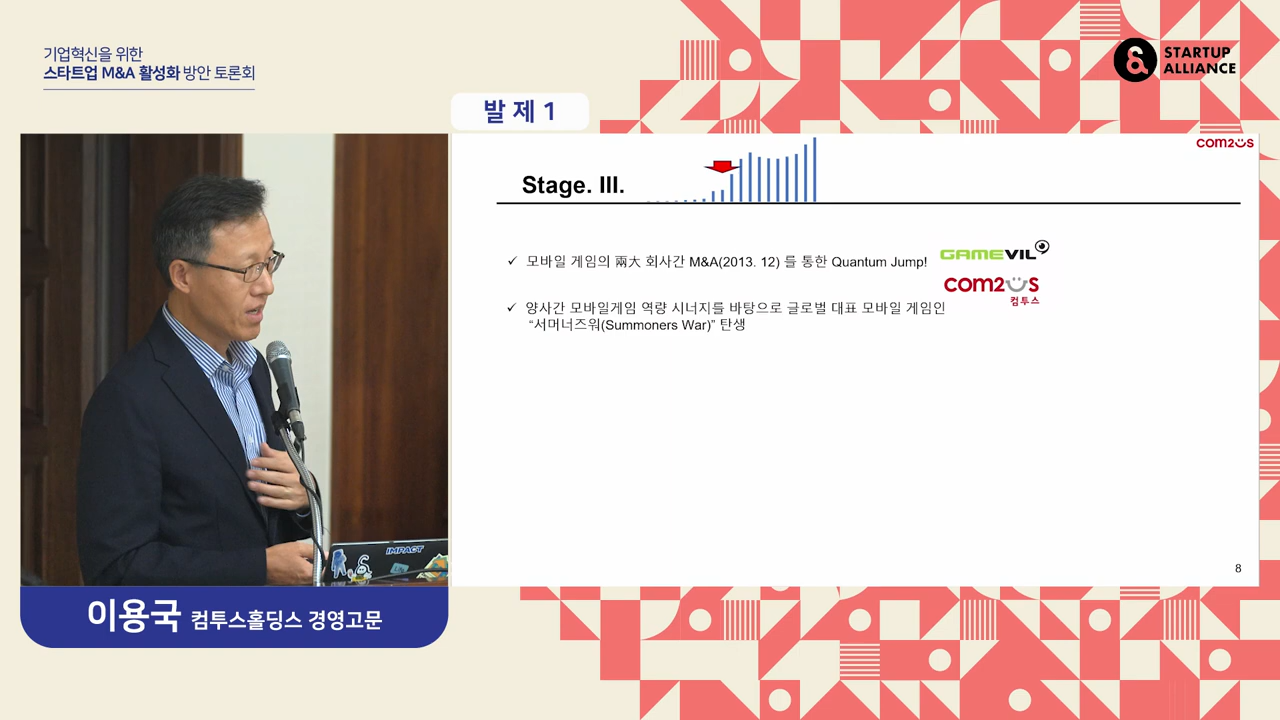 기업혁신을 위한
스타트업 M&A 활성화 방안 토론회
STARTUP
ALLIANCE
발 제 1
COM2US
Stage. III.
✓ 모바일 게임의 兩大 회사간 M&A(2013. 12) 를 통한 Quantum Jump!
GAMEVIL
COM2US
컴투스
✓ 양사간 모바일게임 역량 시너지를 바탕으로 글로벌 대표 모바일 게임인
“서머너즈워(Summoners War)” 탄생
IMPACT
8
이용국 컴투스홀딩스 경영고문